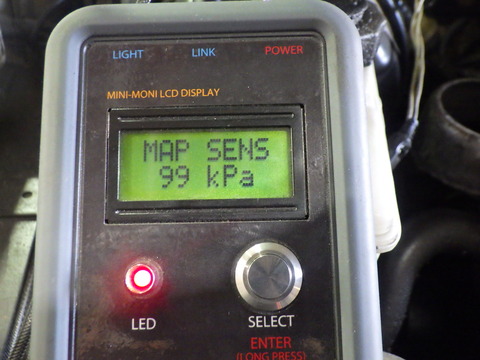 LIGHT LINK POWER
MINI-MONI LCD DISPLAY
MAP SENS
99 kPa
LED SELECT
ENTER
(LONG PRESS)